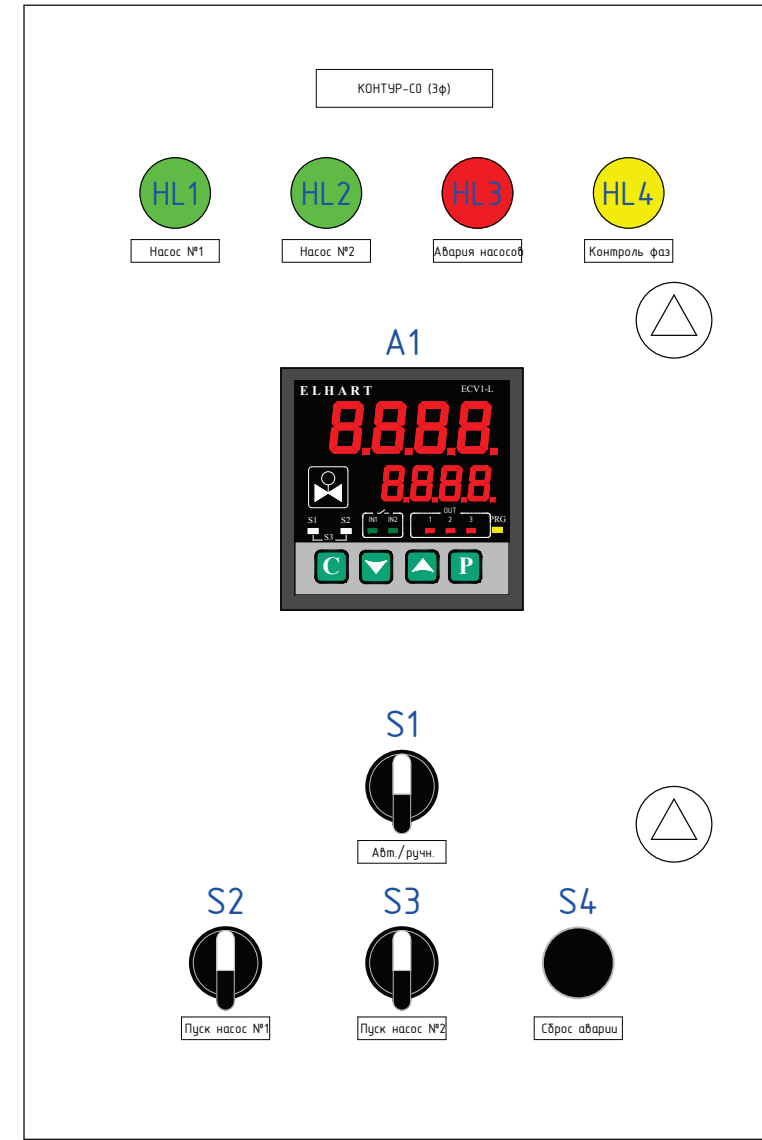 КОНТУР-СО (3ф)
HL1 HL2 HL3 HL4
Насос №1 Насос №2 Авария насосов Контроль фаз
A1
ELHART ECV1-L
8.8.8.8.
8.8.8.8.
OUT
S1 S2 IN1 IN2 1 2 3 PRG
S3
C P
S1
Авт./ручн.
S2 S3 S4
Пуск насос №1 Пуск насос №2 Сброс аварии